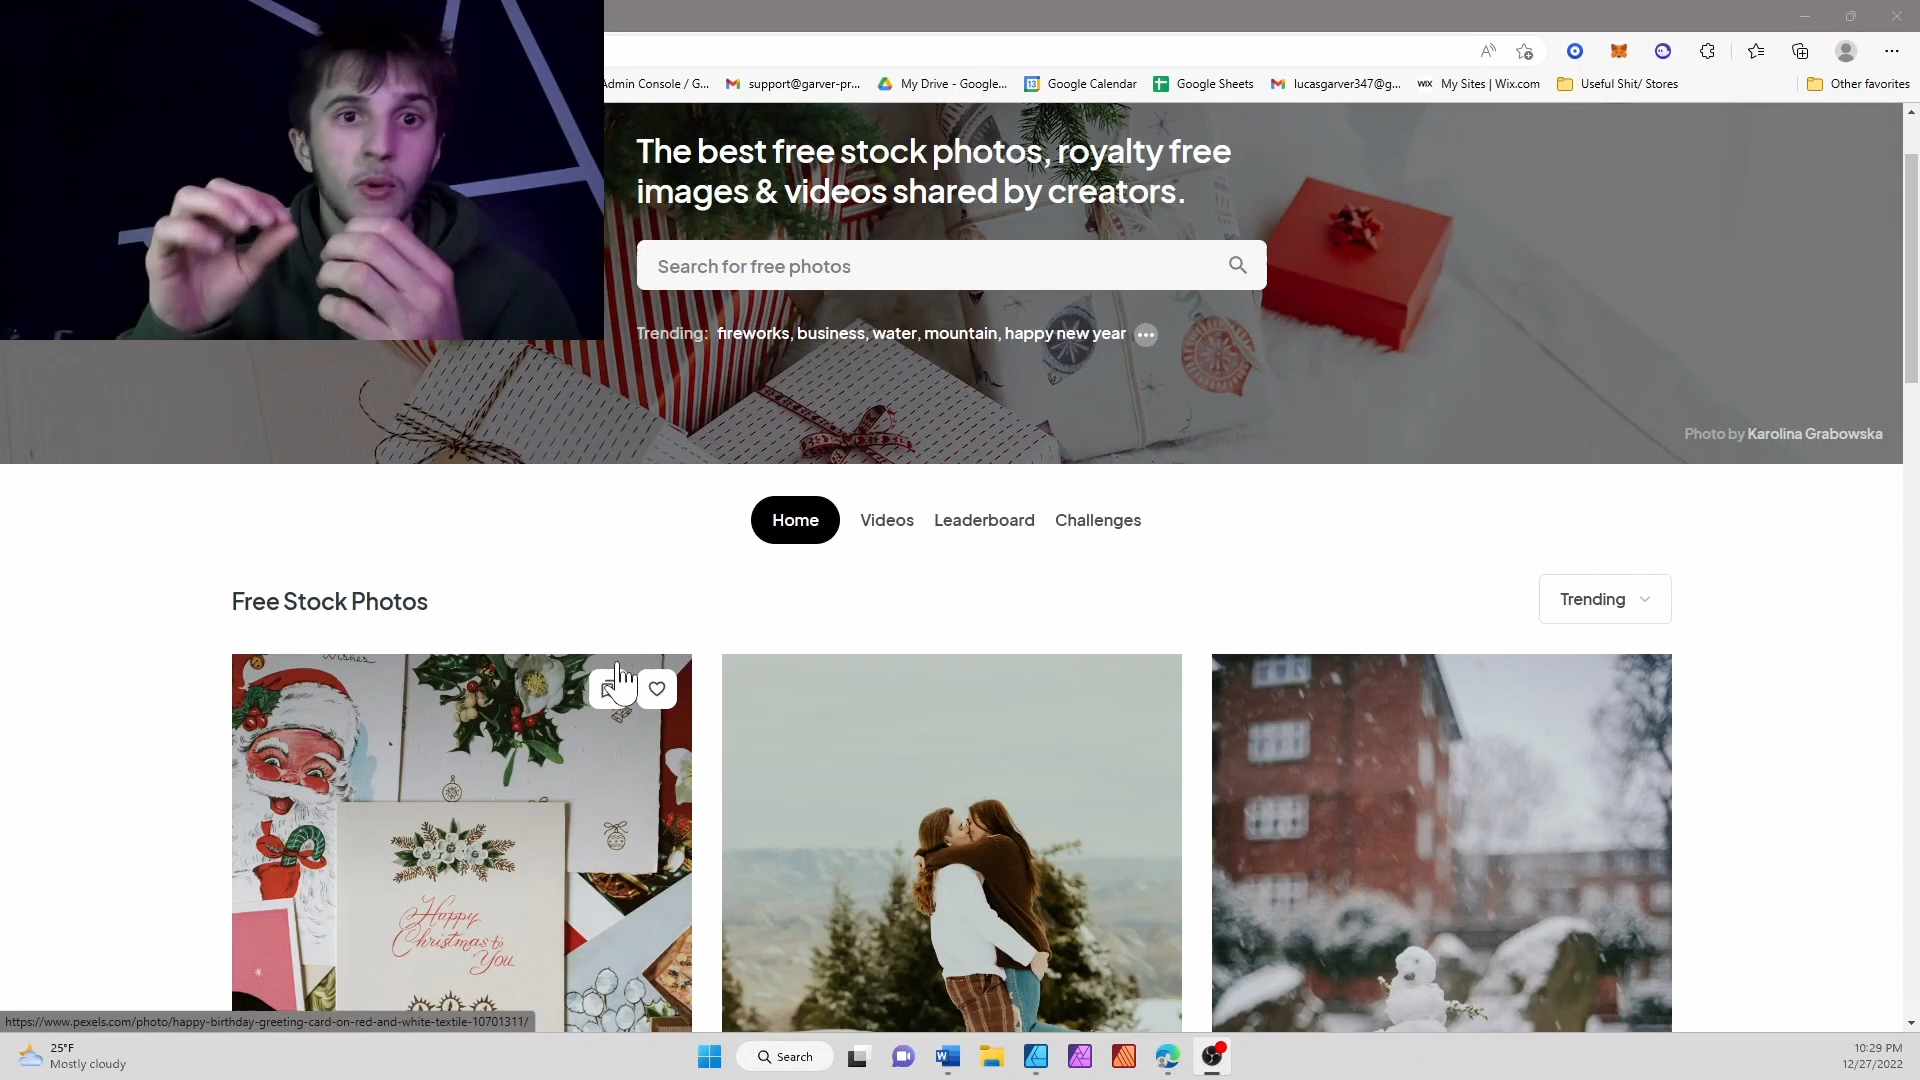 Admin Console / G...
support@garver-pr...
My Drive - Google...
Google Calendar
Google Sheets
lucasgarver347@g...
WIX My Sites | Wix.com
Useful Shit/ Stores
Other favorites
The best free stock photos, royalty free
images & videos shared by creators.
Search for free photos
Trending: fireworks, business, water, mountain, happy new year
Photo by Karolina Grabowska
Home
Videos
Leaderboard
Challenges
Free Stock Photos
Trending
Wishes
Happy
Christmas to
You.
https://www.pexels.com/photo/happy-birthday-greeting-card-on-red-and-white-textile-10701311/
25°F
Mostly cloudy
Search
10:29 PM
12/27/2022